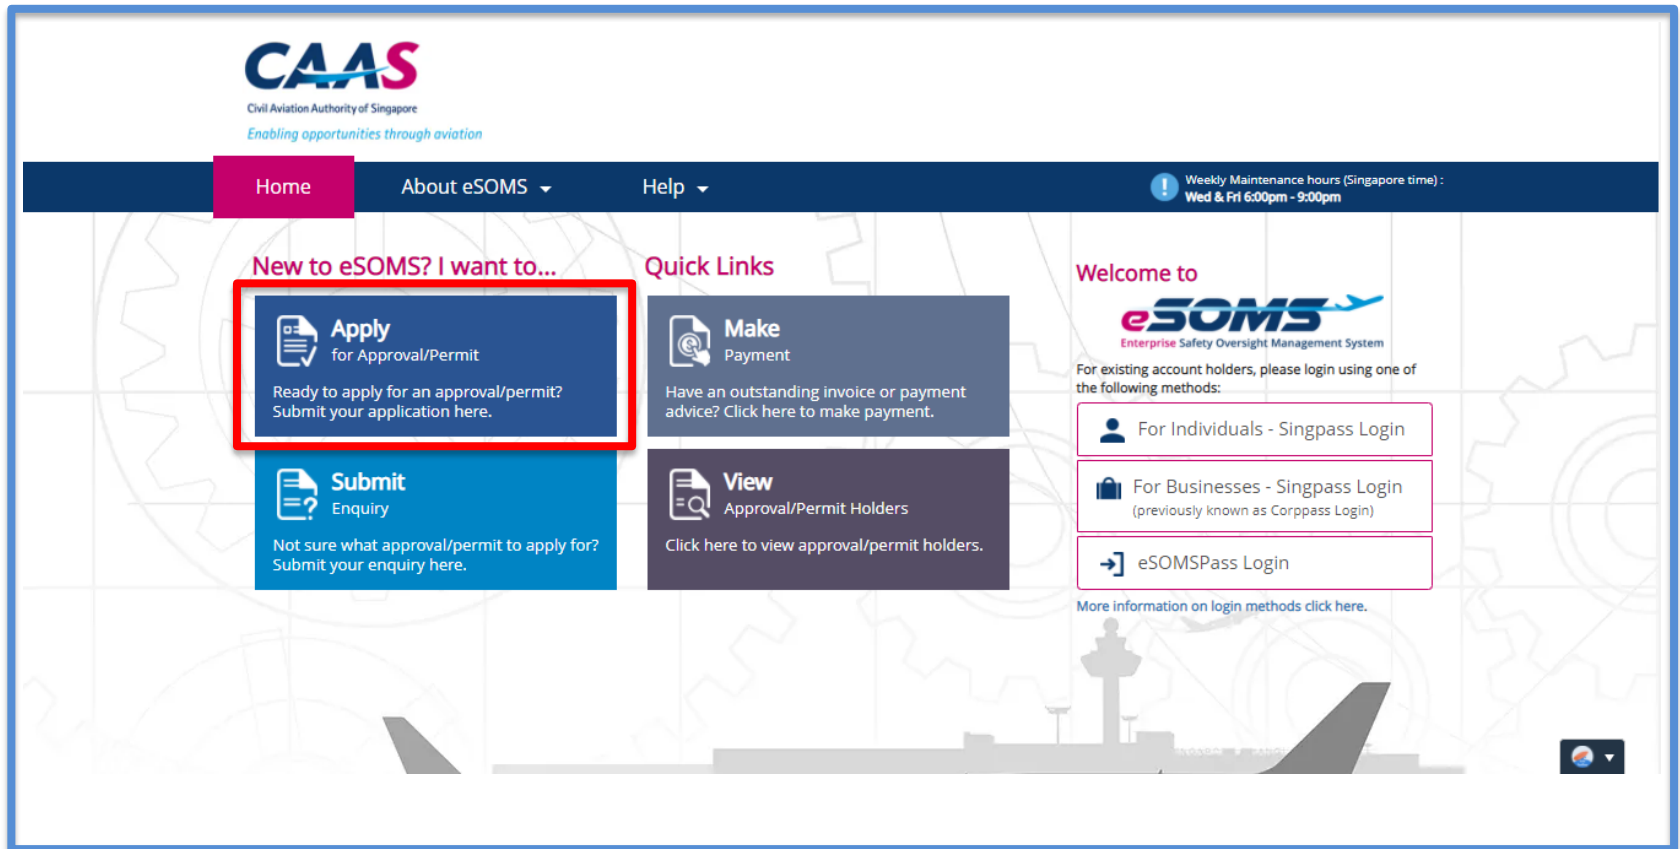 CAAS
Civil Aviation Authority of Singapore
Enabling opportunities through aviation
Home
About eSOMS
Help
Weekly Maintenance hours (Singapore time) :
Wed & Fri 6:00pm - 9:00pm
New to eSOMS? I want to...
Apply
for Approval/Permit
Ready to apply for an approval/permit?
Submit your application here.
Submit
Enquiry
Not sure what approval/permit to apply for?
Submit your enquiry here.
Quick Links
Make
Payment
Have an outstanding invoice or payment
advice? Click here to make payment.
View
Approval/Permit Holders
Click here to view approval/permit holders.
Welcome to
eSOMS
Enterprise Safety Oversight Management System
For existing account holders, please login using one of
the following methods:
For Individuals - Singpass Login
For Businesses - Singpass Login
(previously known as Corppass Login)
eSOMSPass Login
More information on login methods click here.